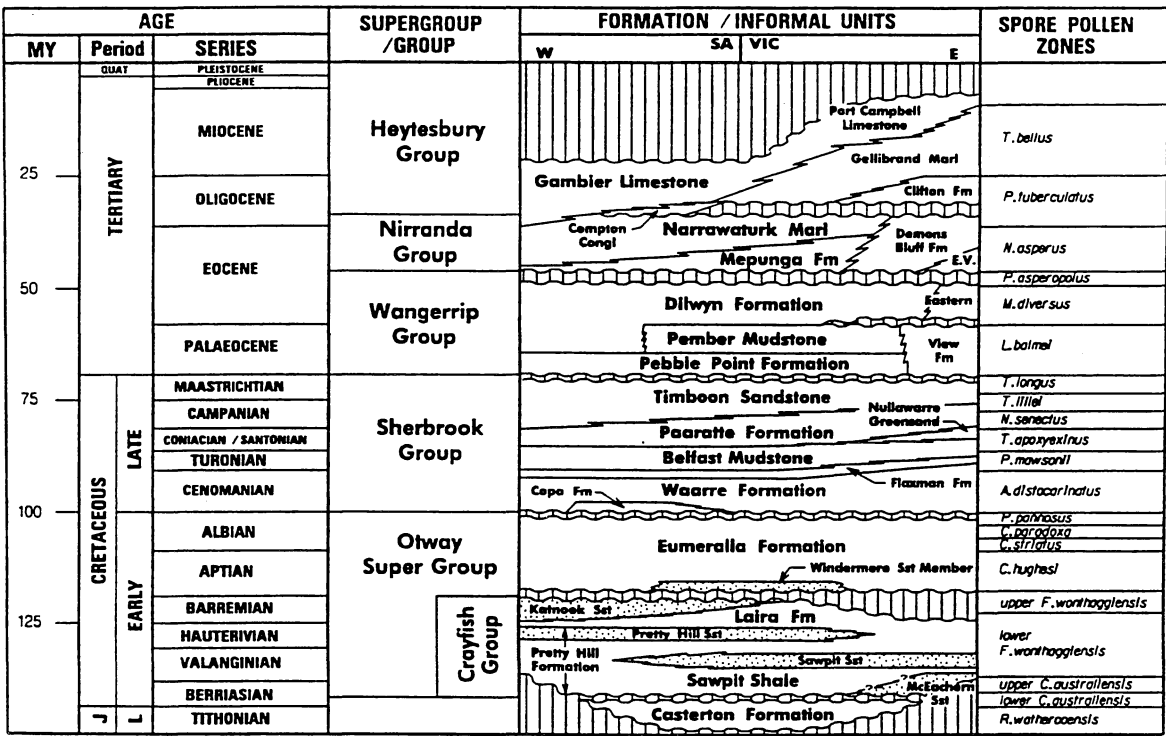 AGE
SUPERGROUP
/GROUP
FORMATION / INFORMAL UNITS
SPORE POLLEN
ZONES
MY
Period
SERIES
W
SA
VIC
E
QUAT
PLEISTOCENE
PLIOCENE
TERTIARY
MIOCENE
25
OLIGOCENE
EOCENE
50
PALAEOCENE
CRETACEOUS
LATE
MAASTRICHTIAN
75
CAMPANIAN
CONIACIAN / SANTONIAN
TURONIAN
CENOMANIAN
100
EARLY
ALBIAN
APTIAN
BARREMIAN
125
HAUTERIVIAN
VALANGINIAN
BERRIASIAN
J
L
TITHONIAN
Heytesbury
Group
Nirranda
Group
Wangerrip
Group
Sherbrook
Group
Otway
Super Group
Crayfish
Group
Port Campbell
Limestone
Gellibrand Marl
Gambier Limestone
Clifton Fm
Compton
Congl
Narrawaturk Marl
Demons
Bluff Fm
Mepunga Fm
E.V.
Dilwyn Formation
Eastern
View
Fm
Pember Mudstone
Pebble Point Formation
Timboon Sandstone
Nullawarre
Greensand
Paaratte Formation
Belfast Mudstone
Flaxman Fm
Copa Fm
Waarre Formation
Eumeralla Formation
Windermere Sst Member
Katnook Sst
Laira Fm
Pretty Hill Sst
Pretty Hill
Formation
Sawpit Sst
Sawpit Shale
McEachern
Sst
Casterton Formation
T.bellus
P.tuberculatus
N.asperus
P.asperopolus
M.diversus
L.balmei
T.longus
T.lillei
N.senectus
T.apoxyexinus
P.mawsonii
A.distocarinatus
P.pannosus
C.paradoxa
C.striatus
C.hughesi
upper F.wonthaggiensis
lower
F.wonthaggiensis
upper C.australiensis
lower C.australiensis
R.watherooensis